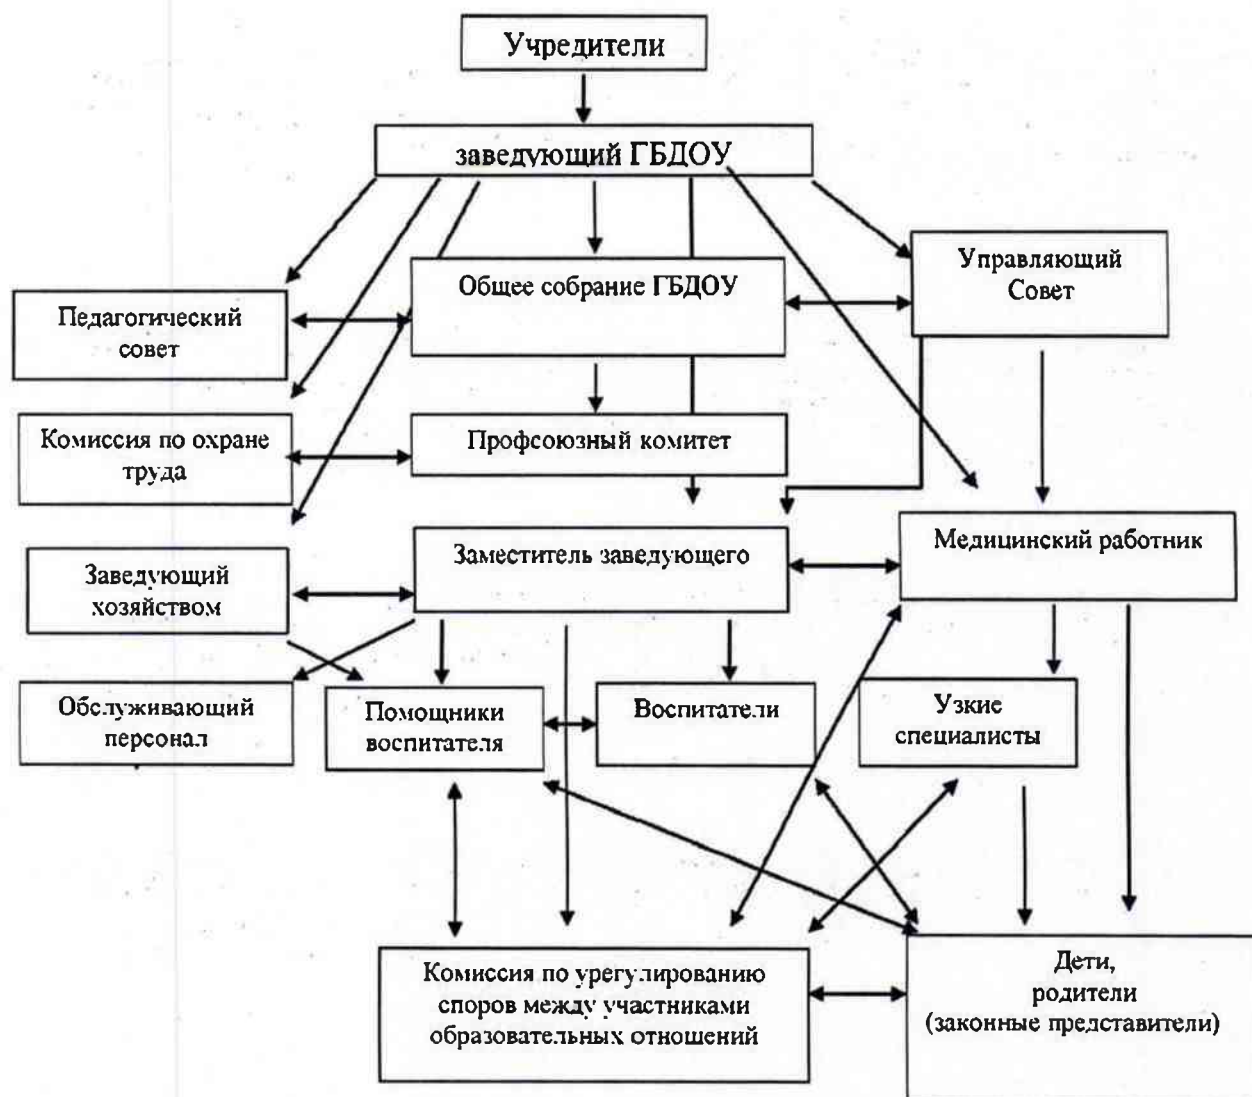 Учредители
заведующий ГБДОУ
Общее собрание ГБДОУ
Управляющий
Совет
Педагогический
совет
Комиссия по охране
труда
Профсоюзный комитет
Заведующий
хозяйством
Заместитель заведующего
Медицинский работник
Обслуживающий
персонал
Помощники
воспитателя
Воспитатели
Узкие
специалисты
Комиссия по урегулированию
споров между участниками
образовательных отношений
Дети,
родители
(законные представители)